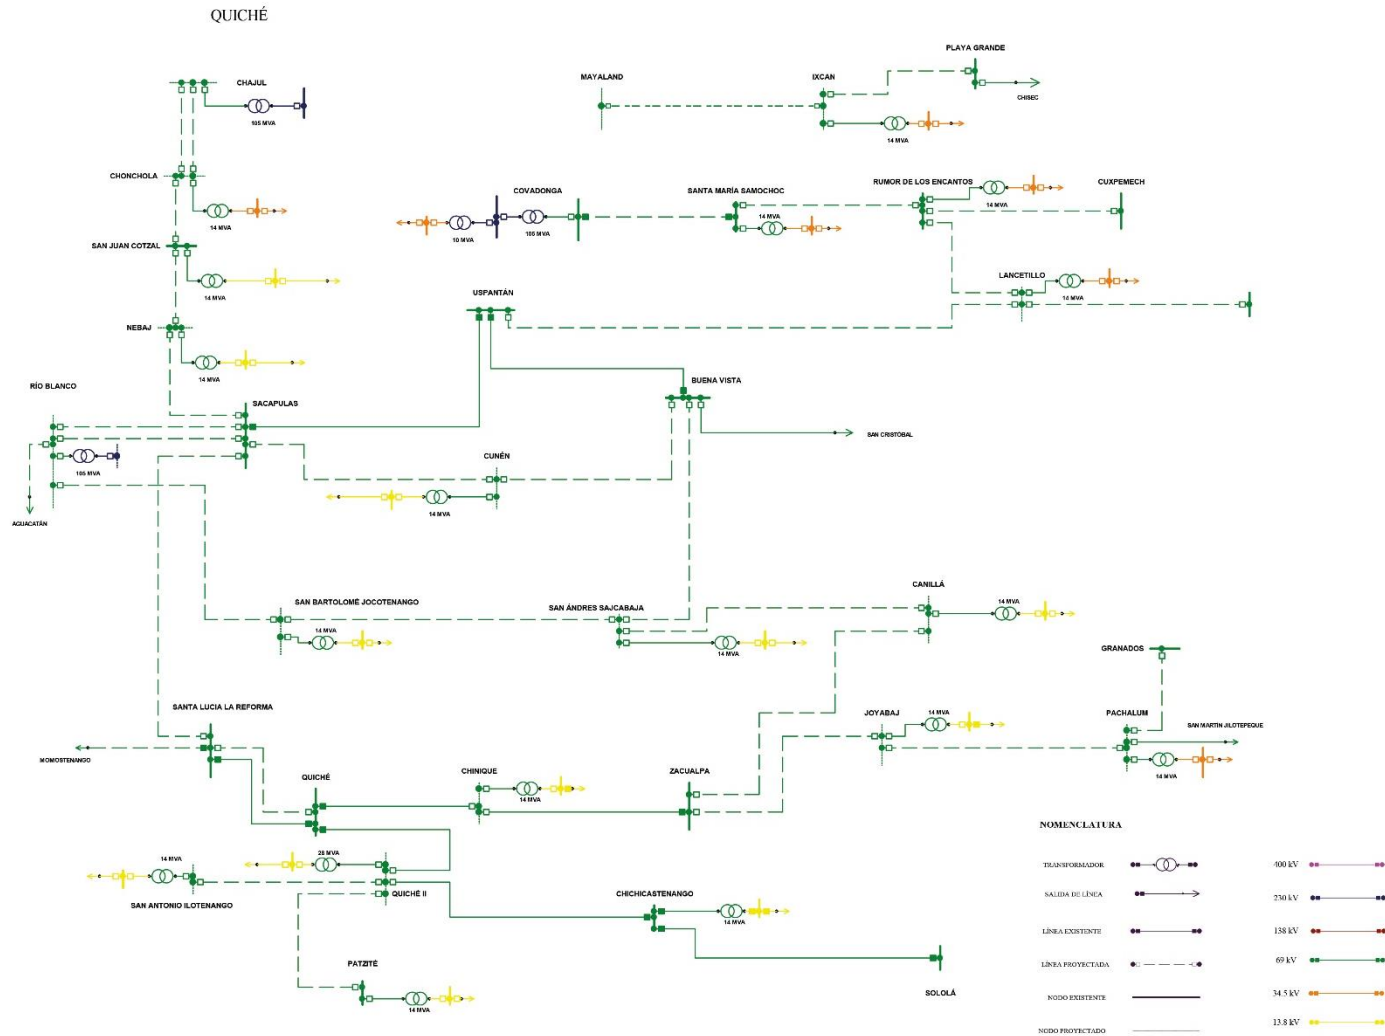 QUICHÉ
PLAYA GRANDE
CHAJUL
MAYALAND
IXCAN
CHISEC
105 MVA
14 MVA
CHONCHOLA
COVADONGA
SANTA MARÍA SAMOCHOC
RUMOR DE LOS ENCANTOS
CUXPEMECH
14 MVA
14 MVA
14 MVA
10 MVA
105 MVA
SAN JUAN COTZAL
LANCETILLO
14 MVA
14 MVA
USPANTÁN
NEBAJ
14 MVA
BUENA VISTA
RÍO BLANCO
SACAPULAS
SAN CRISTOBAL
CUNÉN
105 MVA
14 MVA
AGUACATÁN
CANILLÁ
SAN BARTOLOMÉ JOCOTENANGO
SAN ÁNDRES SAJCABAJA
14 MVA
14 MVA
14 MVA
GRANADOS
SANTA LUCIA LA REFORMA
JOYABAJ
14 MVA
PACHALUM
SAN MARTIN JILOTEPEQUE
MOMOSTENANGO
QUICHÉ
CHINIQUE
ZACUALPA
14 MVA
14 MVA
NOMENCLATURA
14 MVA
28 MVA
TRANSFORMADOR
400 kV
QUICHÉ II
CHICHICASTENANGO
SALIDA DE LÍNEA
230 kV
SAN ANTONIO ILOTENANGO
14 MVA
LÍNEA EXISTENTE
138 kV
PATZITÉ
LÍNEA PROYECTADA
69 kV
SOLOLÁ
NODO EXISTENTE
34.5 kV
14 MVA
NODO PROYECTADO
13.8 kV